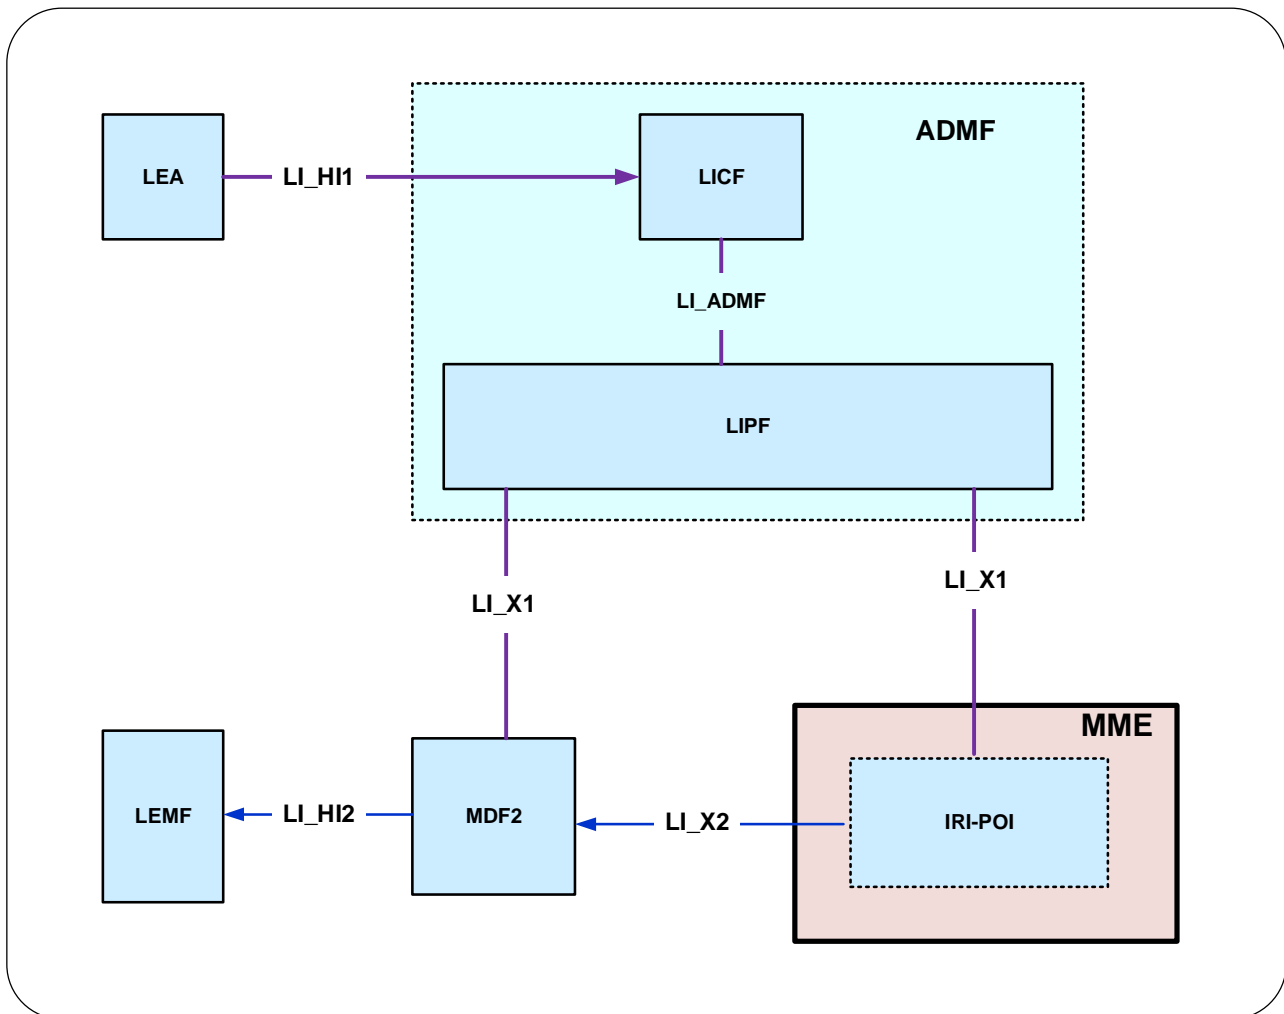 ADMF
LEA
LI_HI1
LICF
LI_ADMF
LIPF
LI_X1
LI_X1
MME
LEMF
LI_HI2
MDF2
LI_X2
IRI-POI